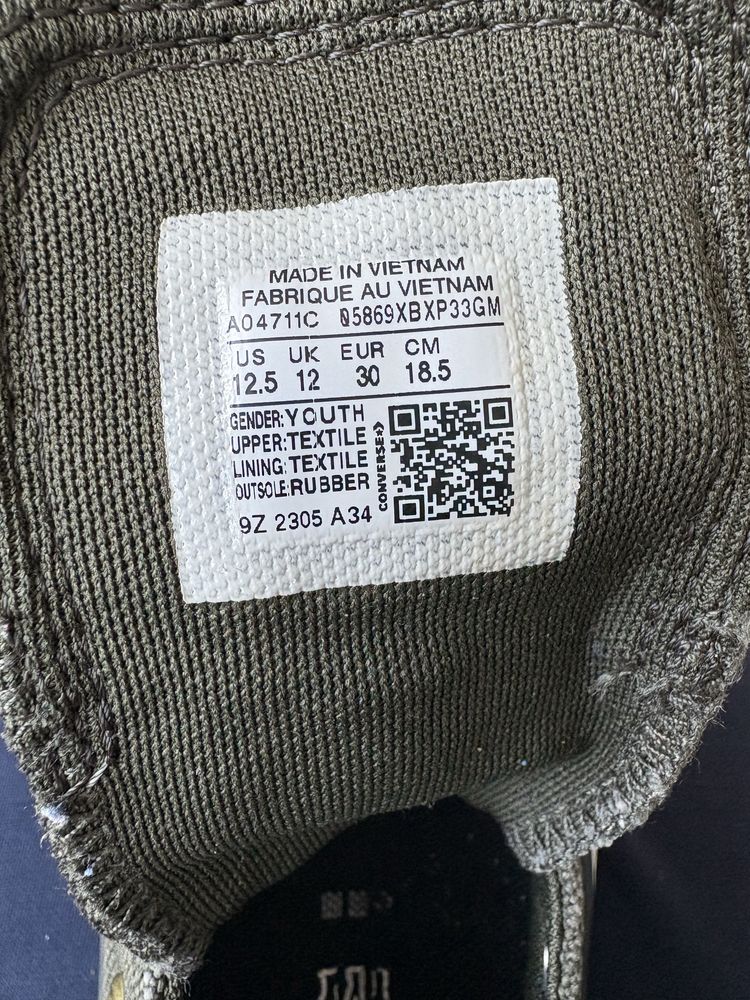 MADE IN VIETNAM
FABRIQUE AU VIETNAM
A04711C 05869XBXP33GM
US UK EUR CM
12.5 12 30 18.5
GENDER:YOUTH
UPPER:TEXTILE
LINING:TEXTILE
OUTSOLE:RUBBER
CONVERSE
9Z 2305 A34